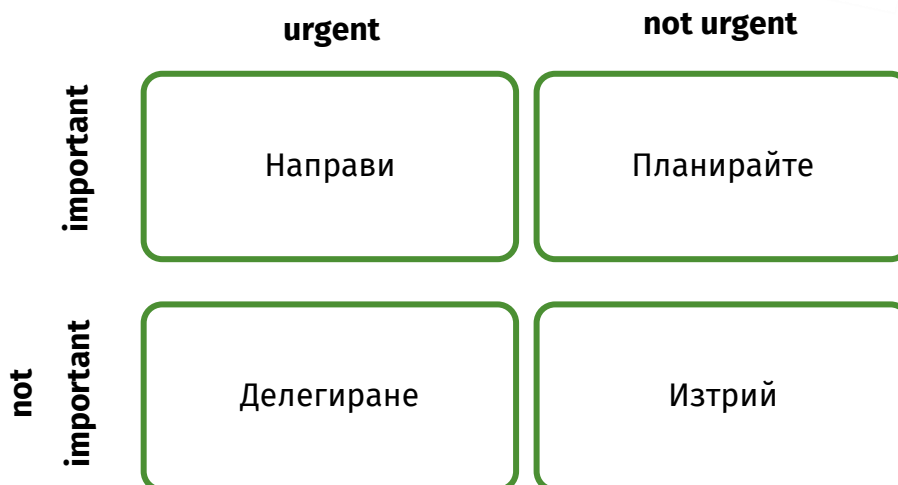 urgent
not urgent
important
Направи
Планирайте
not
important
Делегиране
Изтрий